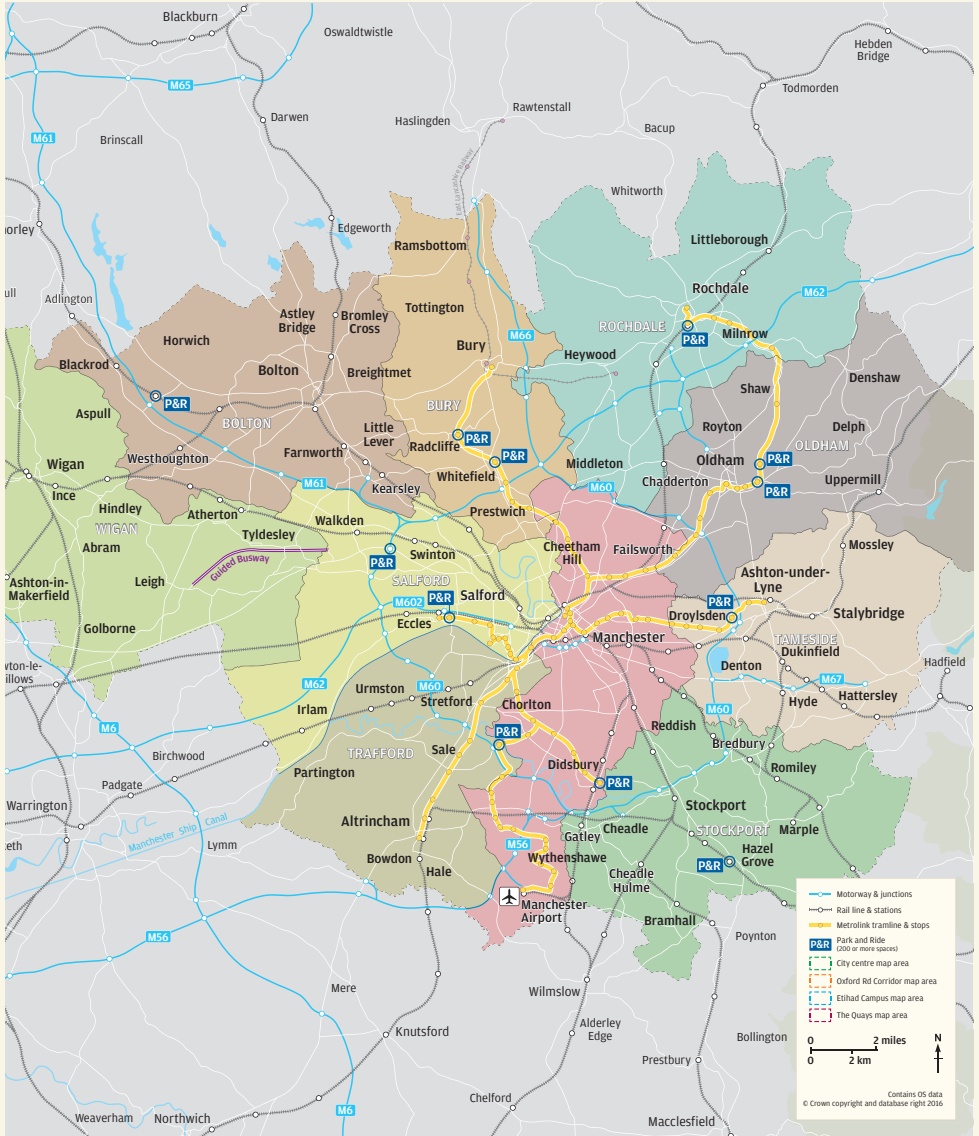 Blackburn
Oswaldtwistle
Hebden
Bridge
M65
Todmorden
Rawtenstall
Haslingden
Darwen
Bacup
M61
Brinscall
East Lancashire Railway
Whitworth
orley
Edgeworth
Ramsbottom
Littleborough
ull
Adlington
Rochdale
M62
Tottington
Astley
Bridge
Bromley
Cross
ROCHDALE
Milnrow
P&R
Horwich
M66
Bury
Heywood
Blackrod
Bolton
Breightmet
Denshaw
Shaw
P&R
Aspull
BOLTON
BURY
Little
Lever
Royton
Delph
OLDHAM
P&R
Radcliffe
Farnworth
Westhoughton
P&R
Wigan
Whitefield
Middleton
Oldham
P&R
Chadderton
Uppermill
P&R
M61
Kearsley
M60
Ince
Hindley
Atherton
Prestwich
Walkden
WIGAN
Tyldesley
Abram
Swinton
Cheetham
Hill
Failsworth
Mossley
Guided Busway
P&R
Leigh
SALFORD
Ashton-under-
Lyne
Ashton-in-
Makerfield
M602
P&R
Salford
P&R
Droylsden
Stalybridge
Eccles
Golborne
Manchester
TAMESIDE
Dukinfield
wton-le-
illows
Denton
Hadfield
M62
M60
M67
Urmston
Stretford
Hattersley
Irlam
Chorlton
Hyde
M60
M6
Reddish
P&R
Bredbury
TRAFFORD
Sale
Birchwood
Partington
Didsbury
Romiley
Padgate
P&R
Warrington
Stockport
Altrincham
Cheadle
STOCKPORT
Marple
Manchester Ship Canal
Gatley
eth
Lymm
M56
Hazel
Grove
P&R
Bowdon
Wythenshawe
Hale
Cheadle
Hulme
Manchester
Airport
Bramhall
M56
Poynton
Mere
Wilmslow
Knutsford
Alderley
Edge
Bollington
Prestbury
Chelford
M6
Weaverham
Northwich
Macclesfield
Motorway & junctions
Rail line & stations
Metrolink tramline & stops
P&R
Park and Ride
(200 or more spaces)
City centre map area
Oxford Rd Corridor map area
Etihad Campus map area
The Quays map area
0
2 miles
0
2 km
N
Contains OS data
© Crown copyright and database right 2016